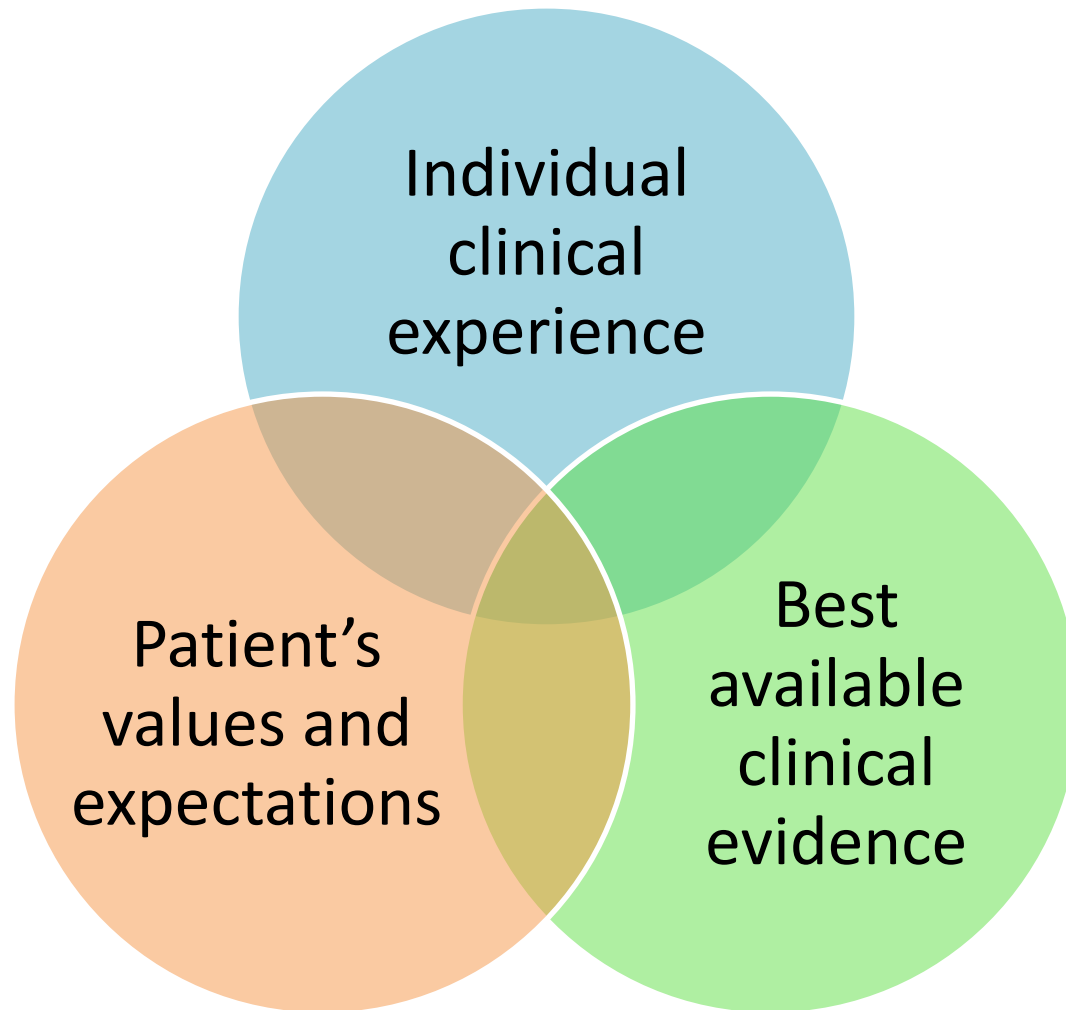 Individual
clinical
experience
Patient’s
values and
expectations
Best
available
clinical
evidence